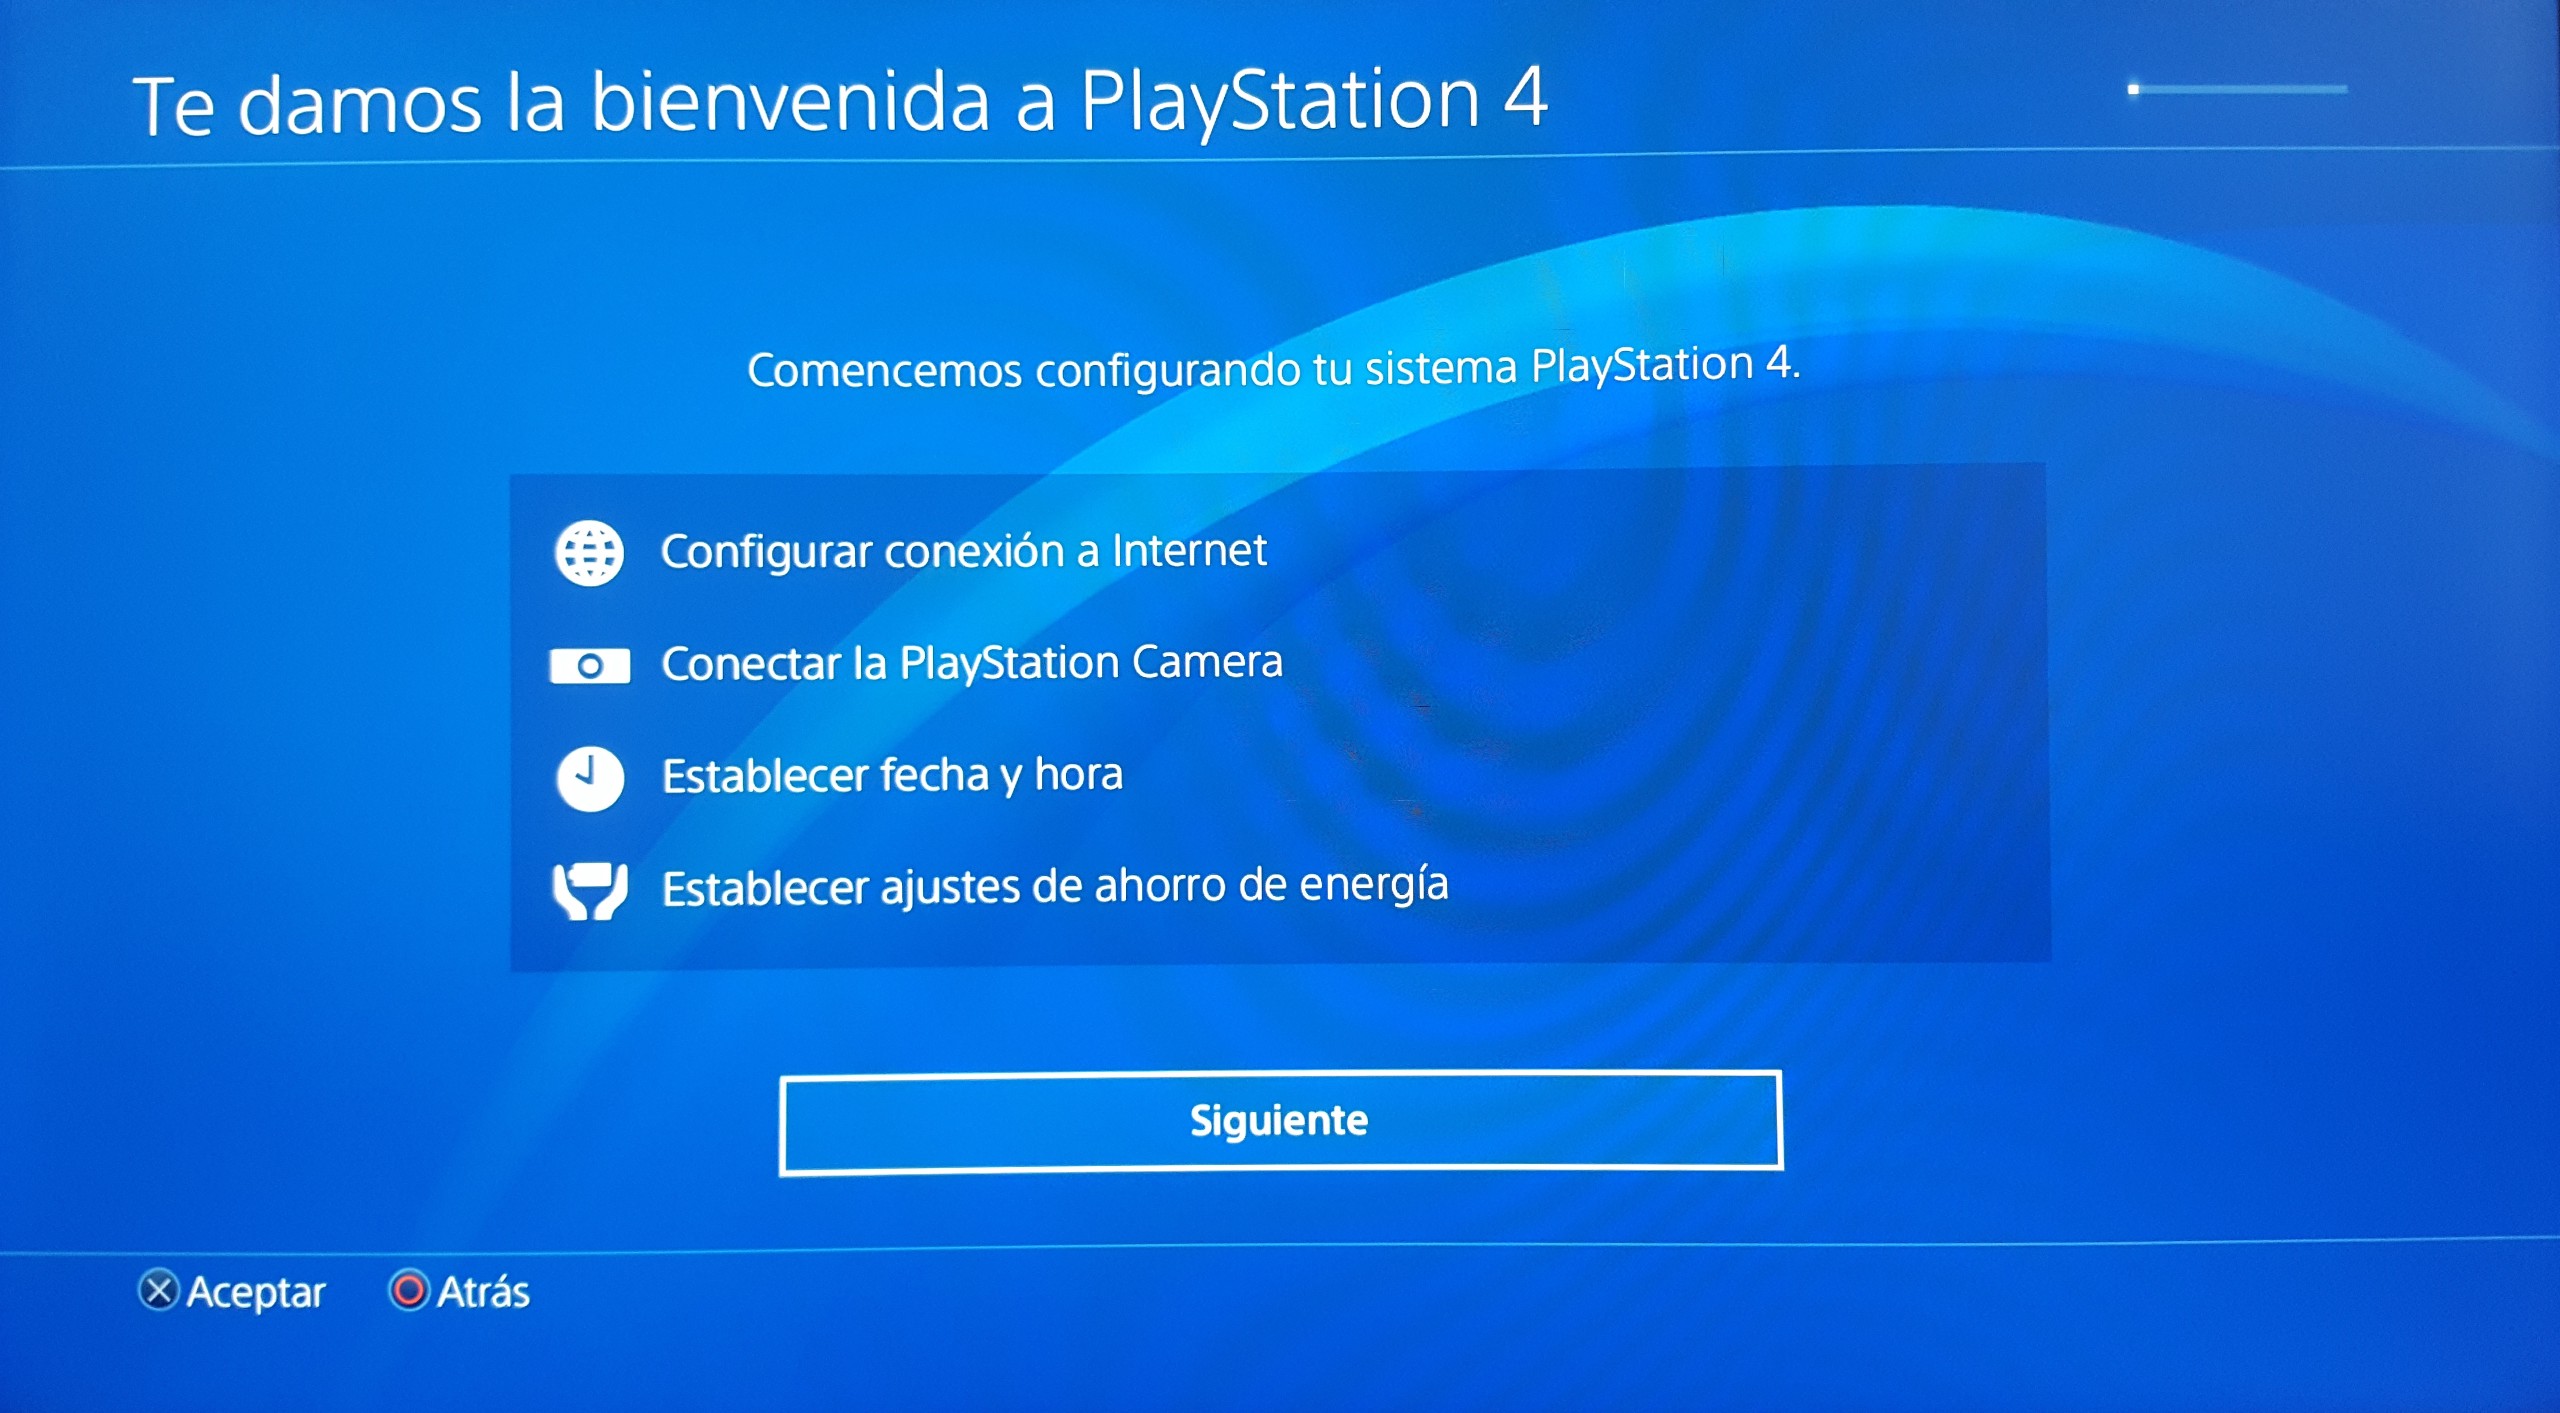 Te damos la bienvenida a PlayStation 4
Comencemos configurando tu sistema PlayStation 4.
Configurar conexión a Internet
Conectar la PlayStation Camera
Establecer fecha y hora
Establecer ajustes de ahorro de energía
Siguiente
Aceptar Atrás